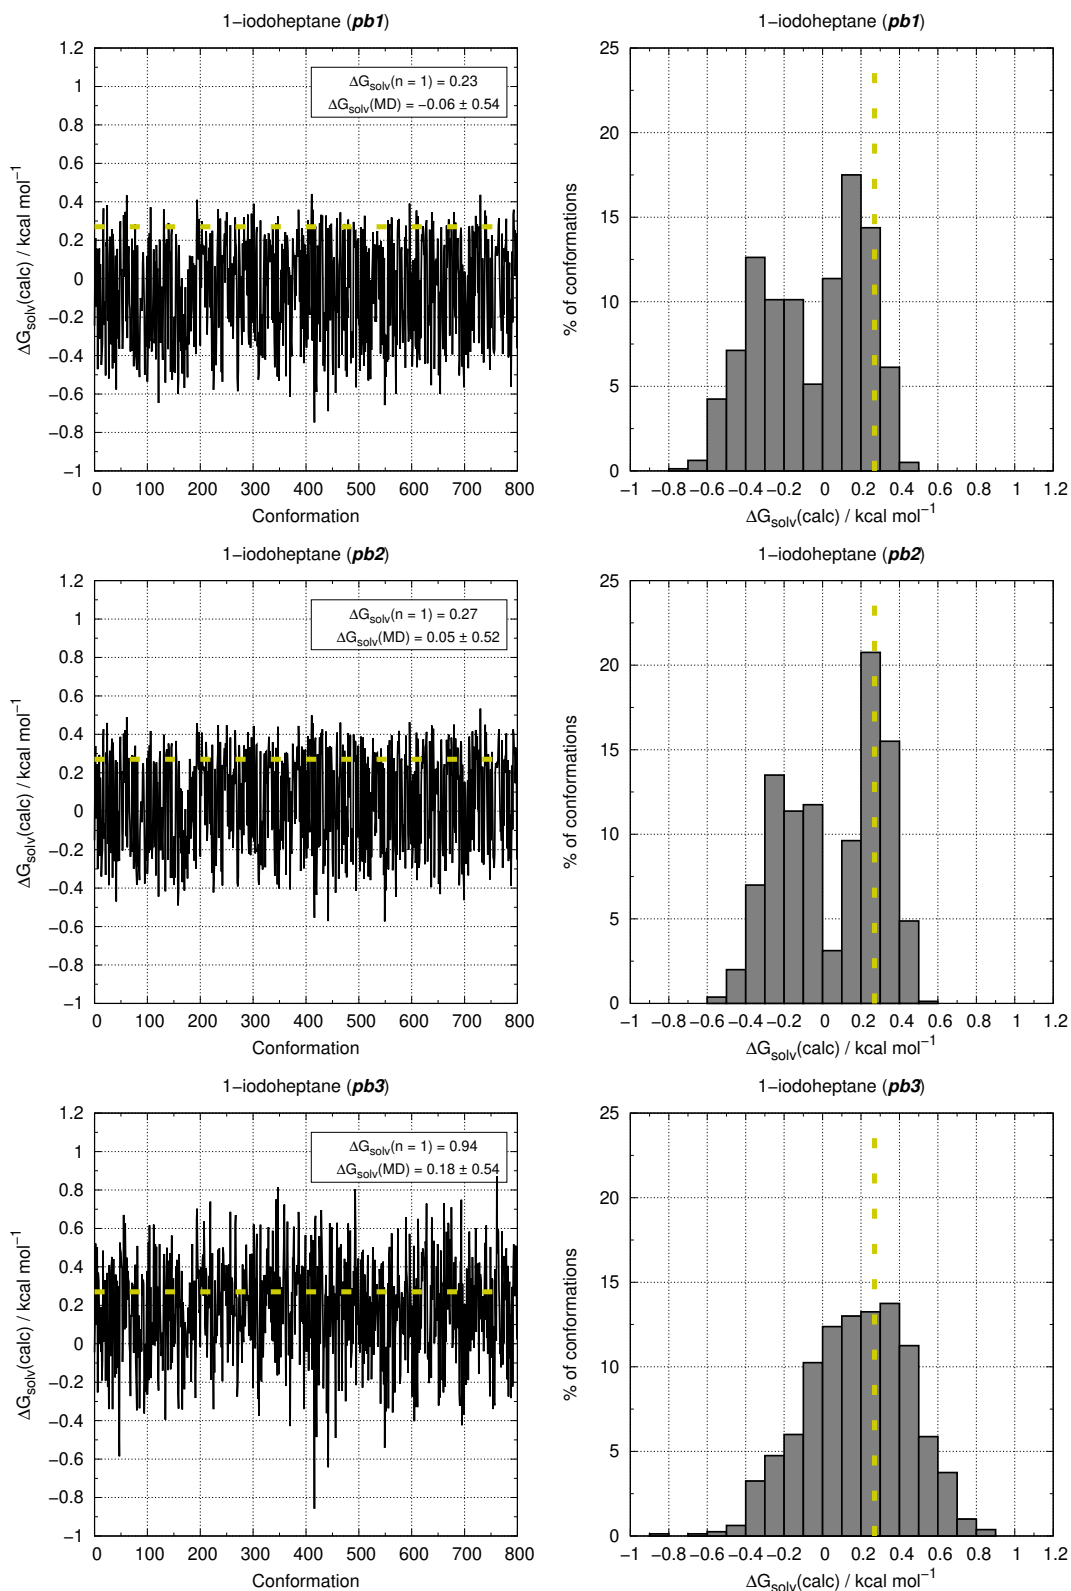 1−iodoheptane (pb1)
ΔGsolv(n = 1) = 0.23
ΔGsolv(MD) = −0.06 ± 0.54
ΔGsolv(calc) / kcal mol−1
1.2
1
0.8
0.6
0.4
0.2
0
−0.2
−0.4
−0.6
−0.8
−1
0 100 200 300 400 500 600 700 800
Conformation
1−iodoheptane (pb1)
% of conformations
25
20
15
10
5
0
−1 −0.8 −0.6 −0.4 −0.2 0 0.2 0.4 0.6 0.8 1 1.2
ΔGsolv(calc) / kcal mol−1
1−iodoheptane (pb2)
ΔGsolv(n = 1) = 0.27
ΔGsolv(MD) = 0.05 ± 0.52
ΔGsolv(calc) / kcal mol−1
1.2
1
0.8
0.6
0.4
0.2
0
−0.2
−0.4
−0.6
−0.8
−1
0 100 200 300 400 500 600 700 800
Conformation
1−iodoheptane (pb2)
% of conformations
25
20
15
10
5
0
−1 −0.8 −0.6 −0.4 −0.2 0 0.2 0.4 0.6 0.8 1 1.2
ΔGsolv(calc) / kcal mol−1
1−iodoheptane (pb3)
ΔGsolv(n = 1) = 0.94
ΔGsolv(MD) = 0.18 ± 0.54
ΔGsolv(calc) / kcal mol−1
1.2
1
0.8
0.6
0.4
0.2
0
−0.2
−0.4
−0.6
−0.8
−1
0 100 200 300 400 500 600 700 800
Conformation
1−iodoheptane (pb3)
% of conformations
25
20
15
10
5
0
−1 −0.8 −0.6 −0.4 −0.2 0 0.2 0.4 0.6 0.8 1 1.2
ΔGsolv(calc) / kcal mol−1